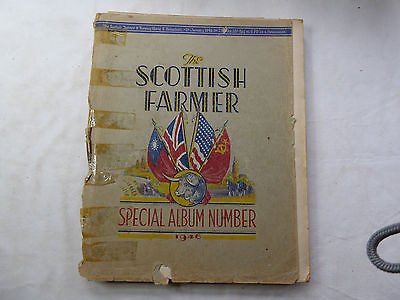 The
SCOTTISH
FARMER
SPECIAL ALBUM NUMBER
1946